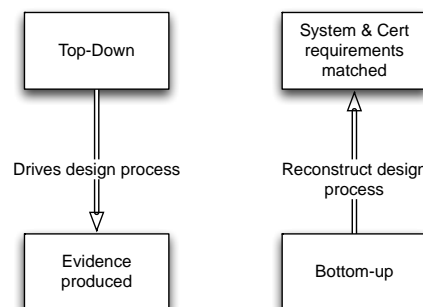 Top-Down
System & Cert
requirements
matched
Drives design process
Reconstruct design
process
Evidence
produced
Bottom-up